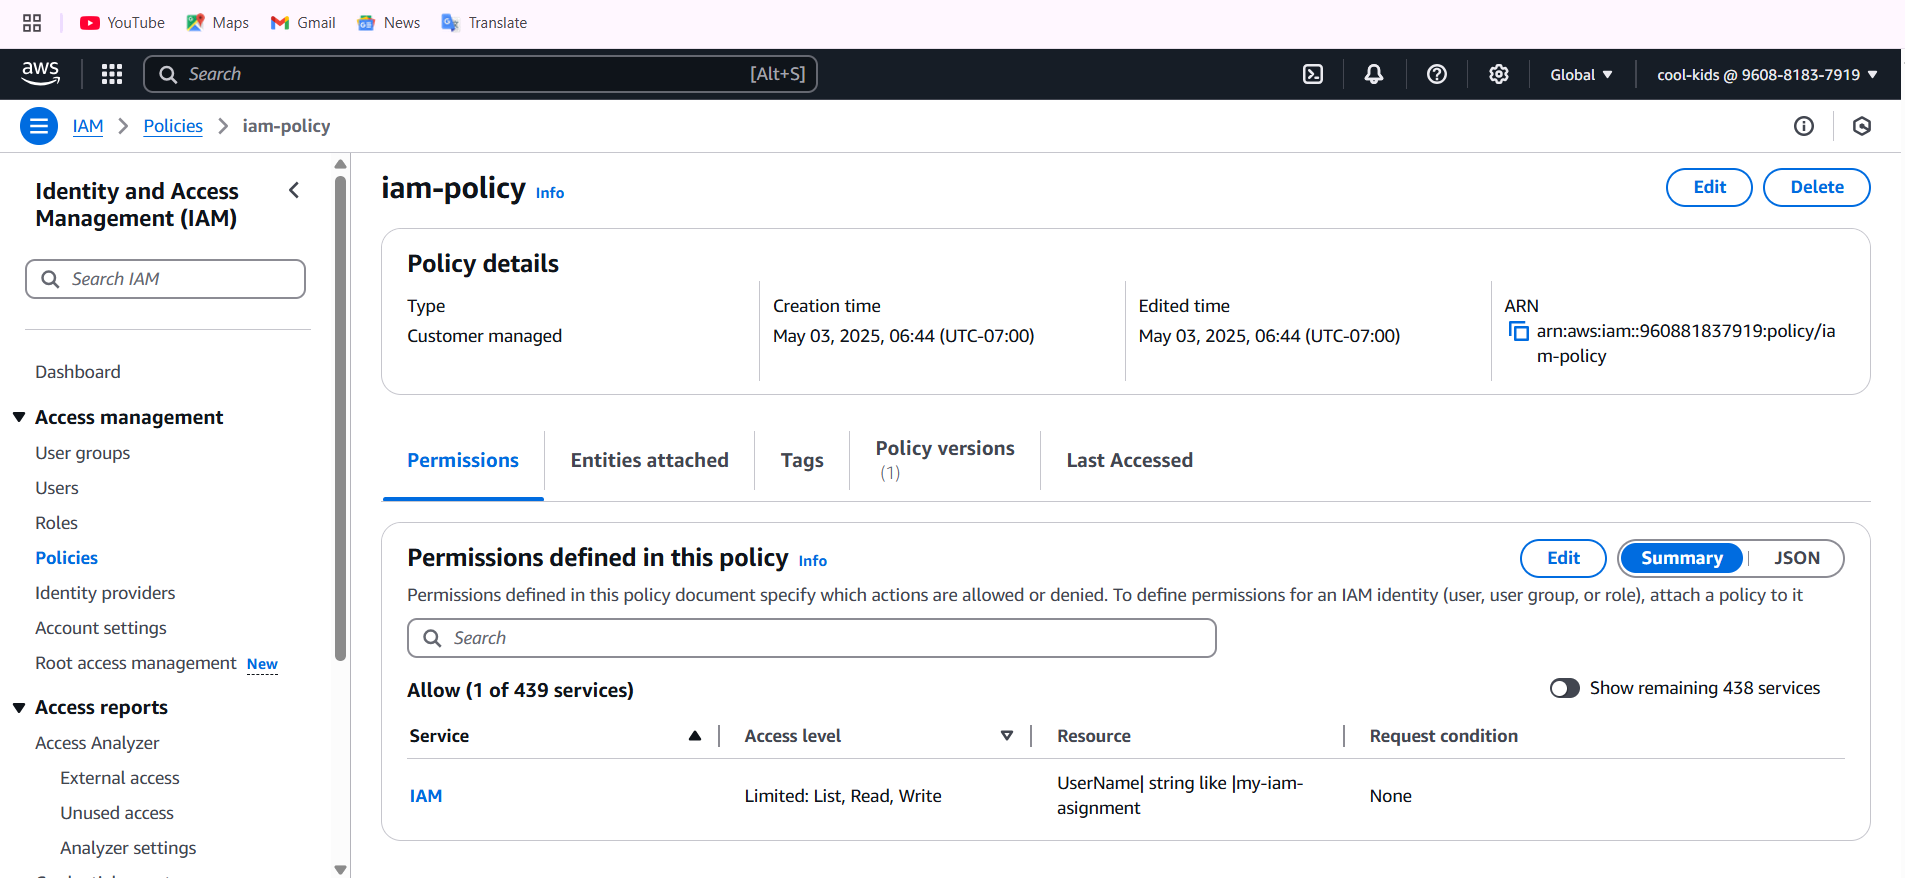 YouTube
Maps
Gmail
News
Translate
aws
Search
[Alt+S]
Global
cool-kids @ 9608-8183-7919
IAM
Policies
iam-policy
Identity and Access
Management (IAM)
Search IAM
Dashboard
Access management
User groups
Users
Roles
Policies
Identity providers
Account settings
Root access management New
Access reports
Access Analyzer
External access
Unused access
Analyzer settings
iam-policy Info
Edit
Delete
Policy details
Type
Customer managed
Creation time
May 03, 2025, 06:44 (UTC-07:00)
Edited time
May 03, 2025, 06:44 (UTC-07:00)
ARN
arn:aws:iam::960881837919:policy/ia
m-policy
Permissions
Entities attached
Tags
Policy versions
(1)
Last Accessed
Permissions defined in this policy Info
Edit
Summary
JSON
Permissions defined in this policy document specify which actions are allowed or denied. To define permissions for an IAM identity (user, user group, or role), attach a policy to it
Search
Allow (1 of 439 services)
Show remaining 438 services
Service
Access level
Resource
Request condition
IAM
Limited: List, Read, Write
UserName| string like |my-iam-
asignment
None